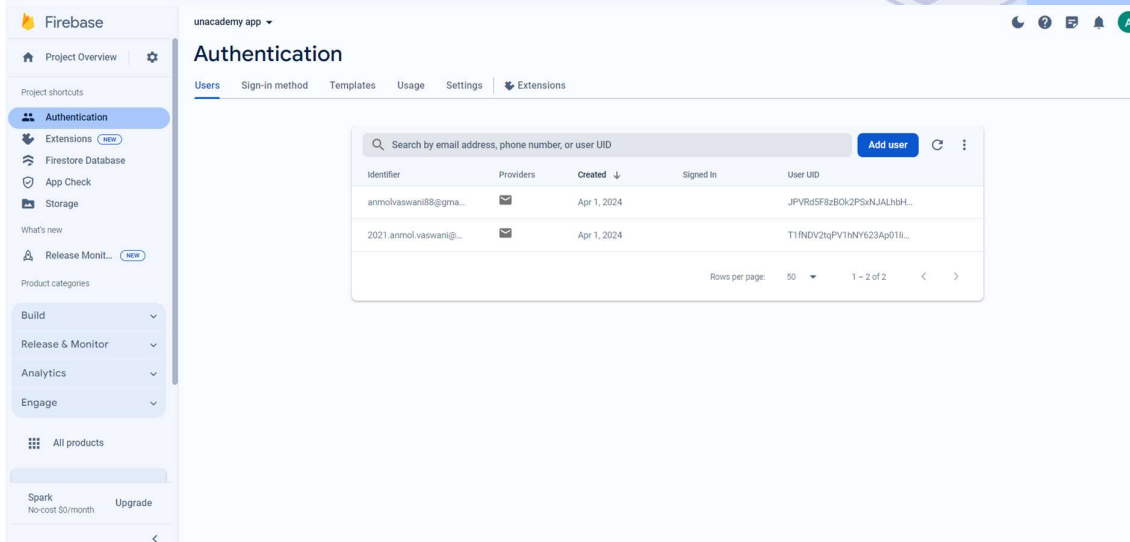 Firebase
Project Overview
Project shortcuts
Authentication
Extensions NEW
Firestore Database
App Check
Storage
What's new
Release Monit... NEW
Product categories
Build
Release & Monitor
Analytics
Engage
All products
Spark
No-cost $0/month
Upgrade
unacademy app
Authentication
Users Sign-in method Templates Usage Settings Extensions
Search by email address, phone number, or user UID
Add user
Identifier Providers Created Signed In User UID
anmolvaswani88@gma... Apr 1, 2024 JPVRd5F8zBOk2PSxNJALhbH...
2021.anmol.vaswani@... Apr 1, 2024 T1fNDV2tqPV1hNY623Ap01Ii...
Rows per page: 50 1 – 2 of 2
A